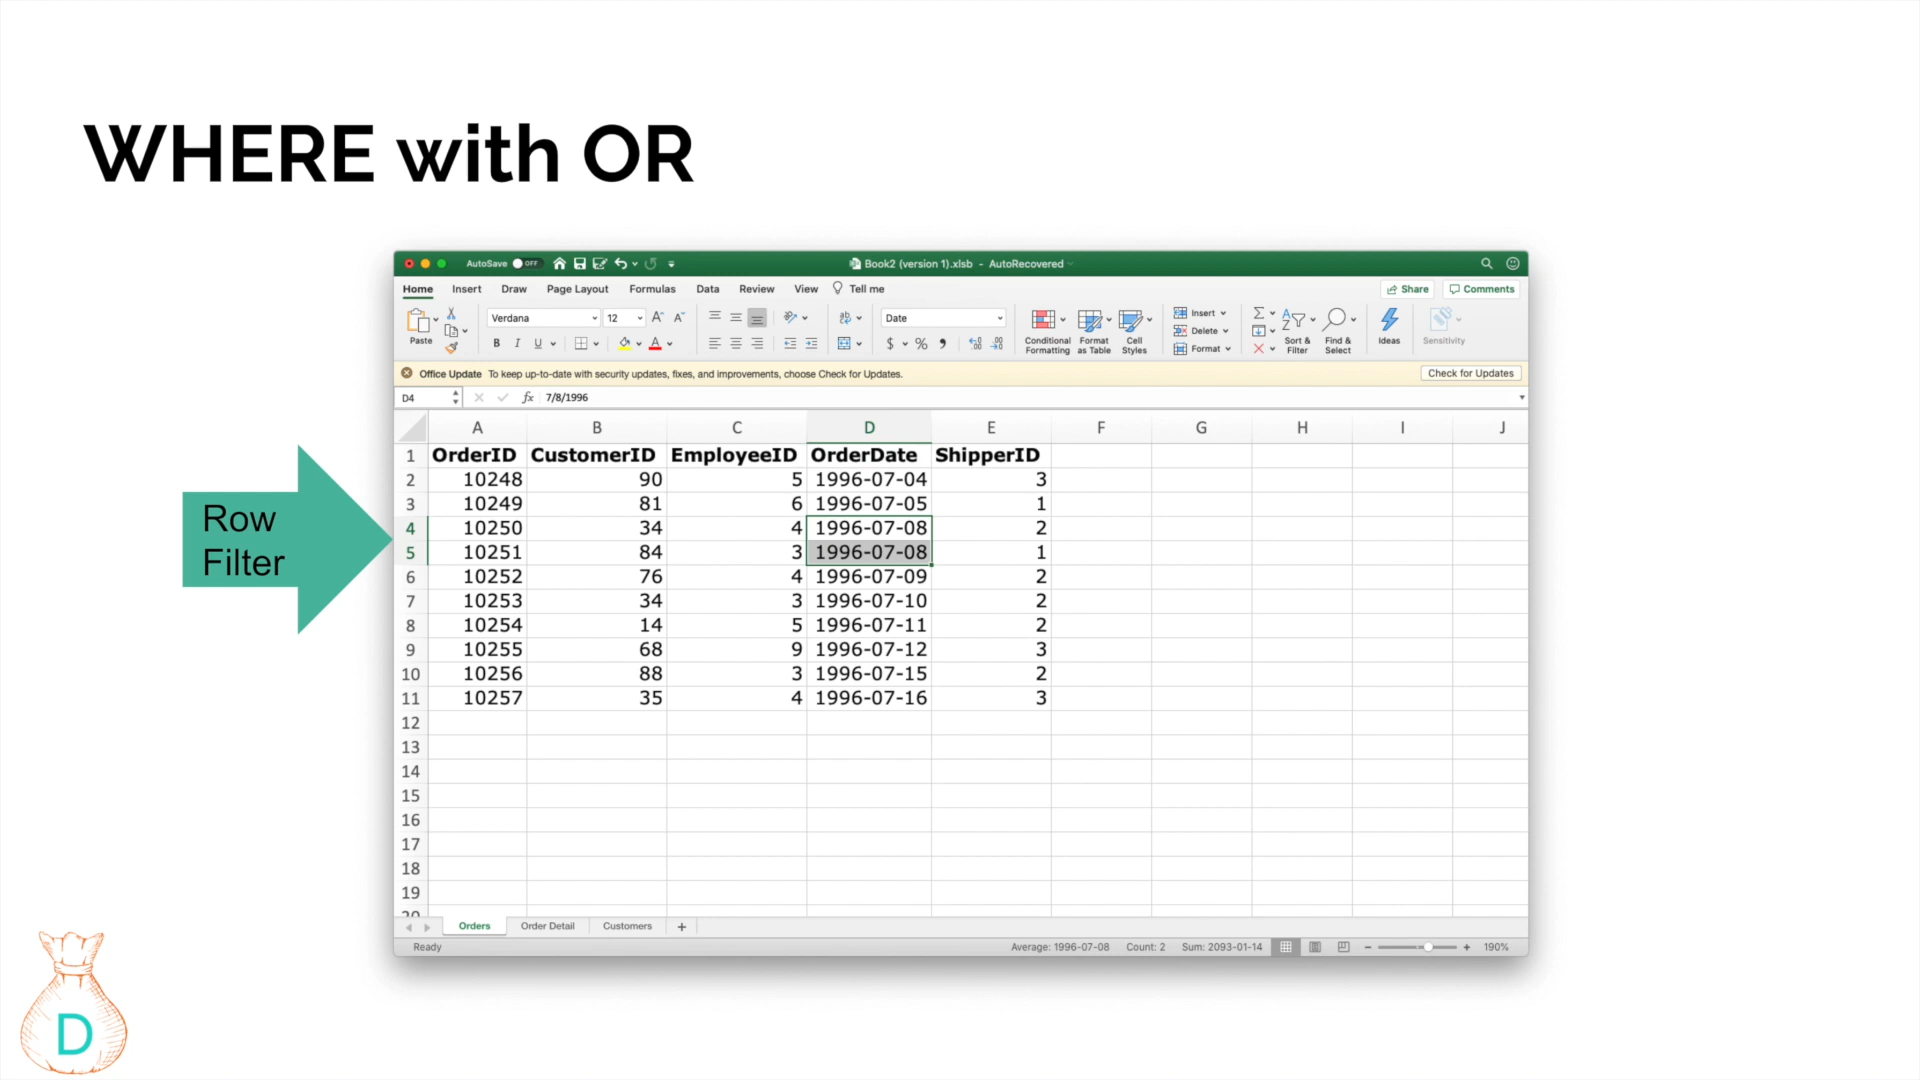 WHERE with OR
AutoSave OFF
Book2 (version 1).xlsb - AutoRecovered
Home Insert Draw Page Layout Formulas Data Review View Tell me
Share Comments
Paste
Verdana 12
B I U
Date
$ % ,
Conditional Formatting
Format as Table
Cell Styles
Insert
Delete
Format
Sort & Filter
Find & Select
Ideas
Sensitivity
Office Update To keep up-to-date with security updates, fixes, and improvements, choose Check for Updates.
Check for Updates
D4 fx 7/8/1996
A B C D E F G H I J
1 OrderID CustomerID EmployeeID OrderDate ShipperID
2 10248 90 5 1996-07-04 3
3 10249 81 6 1996-07-05 1
4 10250 34 4 1996-07-08 2
5 10251 84 3 1996-07-08 1
6 10252 76 4 1996-07-09 2
7 10253 34 3 1996-07-10 2
8 10254 14 5 1996-07-11 2
9 10255 68 9 1996-07-12 3
10 10256 88 3 1996-07-15 2
11 10257 35 4 1996-07-16 3
12
13
14
15
16
17
18
19
20
Row
Filter
Orders Order Detail Customers +
Ready
Average: 1996-07-08 Count: 2 Sum: 2093-01-14
190%
D